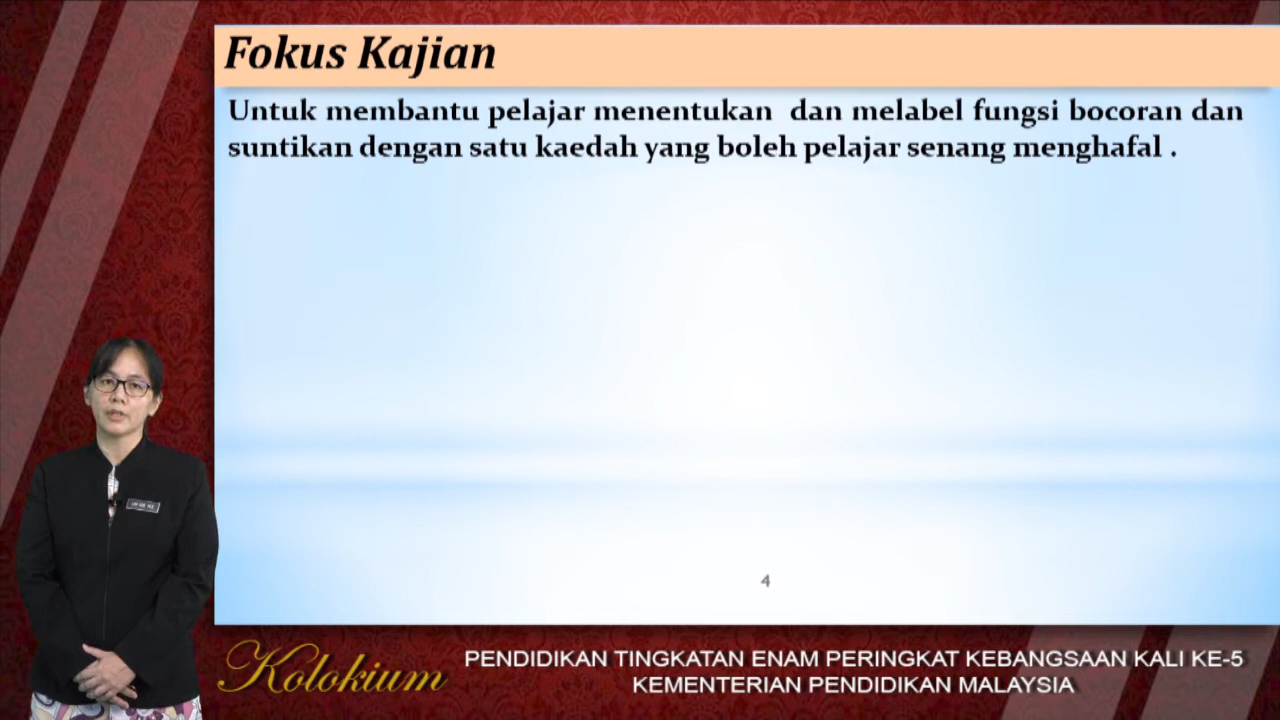 Fokus Kajian
Untuk membantu pelajar menentukan dan melabel fungsi bocoran dan
suntikan dengan satu kaedah yang boleh pelajar senang menghafal .
4
Kolokium
PENDIDIKAN TINGKATAN ENAM PERINGKAT KEBANGSAAN KALI KE-5
KEMENTERIAN PENDIDIKAN MALAYSIA